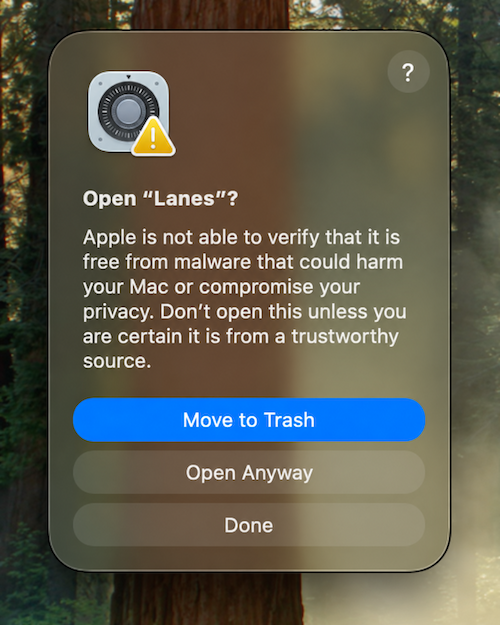 ?
Open “Lanes”?
Apple is not able to verify that it is
free from malware that could harm
your Mac or compromise your
privacy. Don’t open this unless you
are certain it is from a trustworthy
source.
Move to Trash
Open Anyway
Done